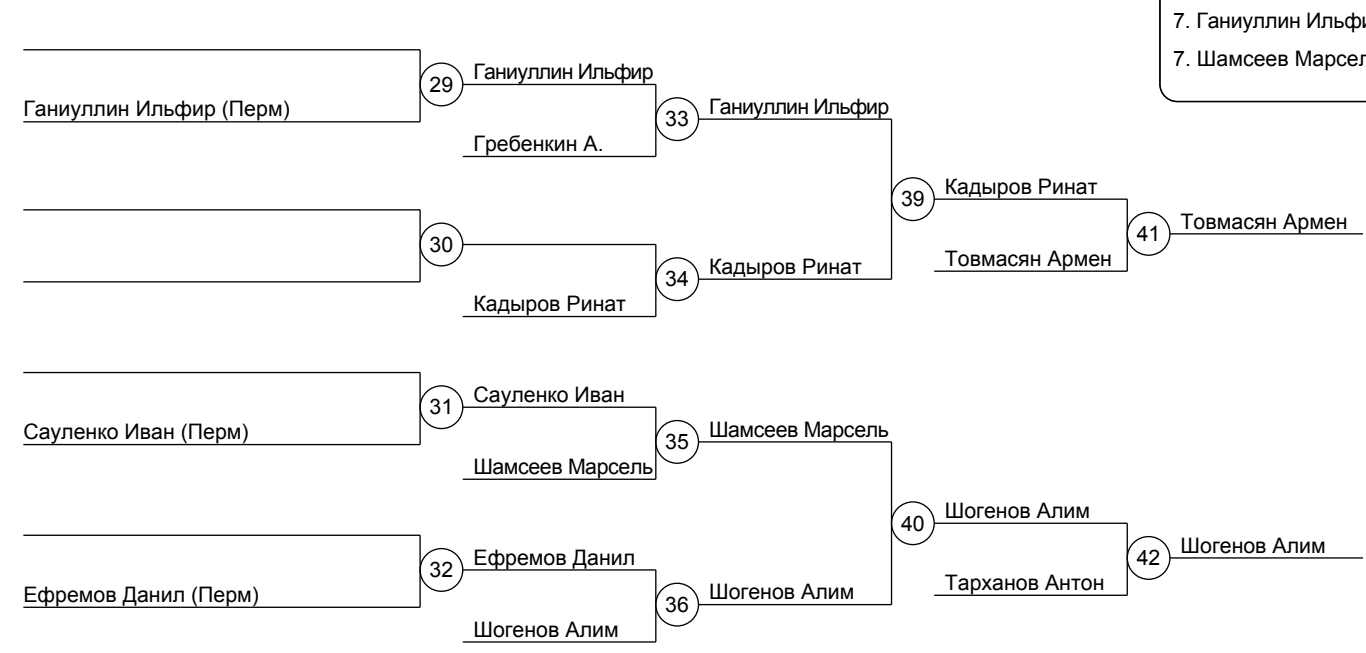 7. Ганиуллин Ильфи
7. Шамсеев Марсел
Ганиуллин Ильфир (Перм)
29
Ганиуллин Ильфир
Гребенкин А.
33
Ганиуллин Ильфир
30
Кадыров Ринат
34
Кадыров Ринат
39
Кадыров Ринат
Товмасян Армен
41
Товмасян Армен
Сауленко Иван (Перм)
31
Сауленко Иван
Шамсеев Марсель
35
Шамсеев Марсель
Ефремов Данил (Перм)
32
Ефремов Данил
Шогенов Алим
36
Шогенов Алим
40
Шогенов Алим
Тарханов Антон
42
Шогенов Алим